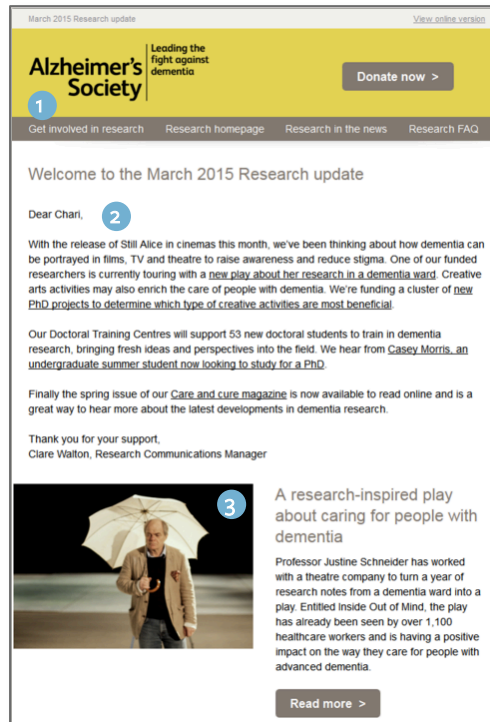 March 2015 Research update
View online version
Alzheimer's
Society
Leading the
fight against
dementia
Donate now >
1
Get involved in research
Research homepage
Research in the news
Research FAQ
Welcome to the March 2015 Research update
Dear Chari,
2
With the release of Still Alice in cinemas this month, we've been thinking about how dementia can
be portrayed in films, TV and theatre to raise awareness and reduce stigma. One of our funded
researchers is currently touring with a new play about her research in a dementia ward. Creative
arts activities may also enrich the care of people with dementia. We're funding a cluster of new
PhD projects to determine which type of creative activities are most beneficial.
Our Doctoral Training Centres will support 53 new doctoral students to train in dementia
research, bringing fresh ideas and perspectives into the field. We hear from Casey Morris, an
undergraduate summer student now looking to study for a PhD.
Finally the spring issue of our Care and cure magazine is now available to read online and is a
great way to hear more about the latest developments in dementia research.
Thank you for your support,
Clare Walton, Research Communications Manager
3
A research-inspired play
about caring for people with
dementia
Professor Justine Schneider has worked
with a theatre company to turn a year of
research notes from a dementia ward into a
play. Entitled Inside Out of Mind, the play
has already been seen by over 1,100
healthcare workers and is having a positive
impact on the way they care for people with
advanced dementia.
Read more >